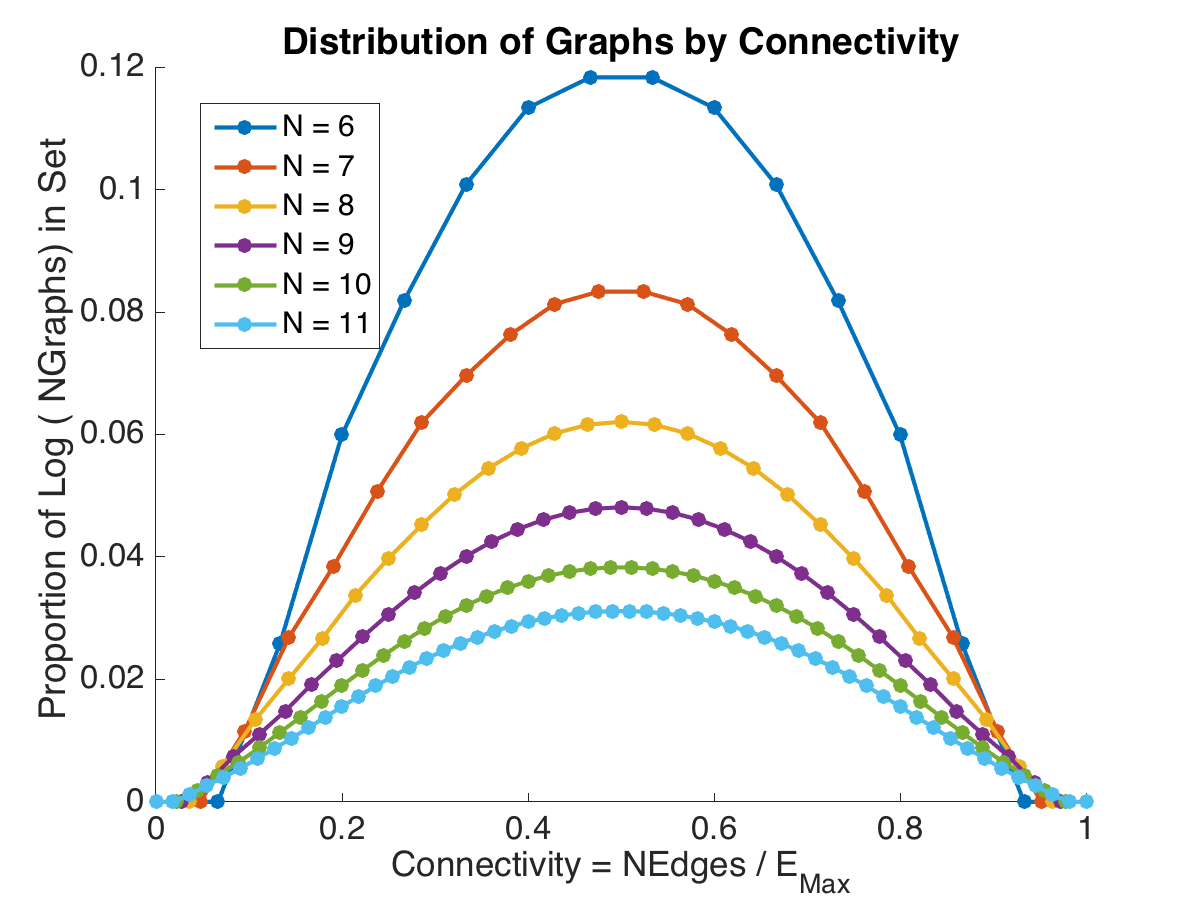 Distribution of Graphs by Connectivity
Proportion of Log ( NGraphs) in Set
0.12
0.1
0.08
0.06
0.04
0.02
0
N = 6
N = 7
N = 8
N = 9
N = 10
N = 11
0 0.2 0.4 0.6 0.8 1
Connectivity = NEdges / E_Max